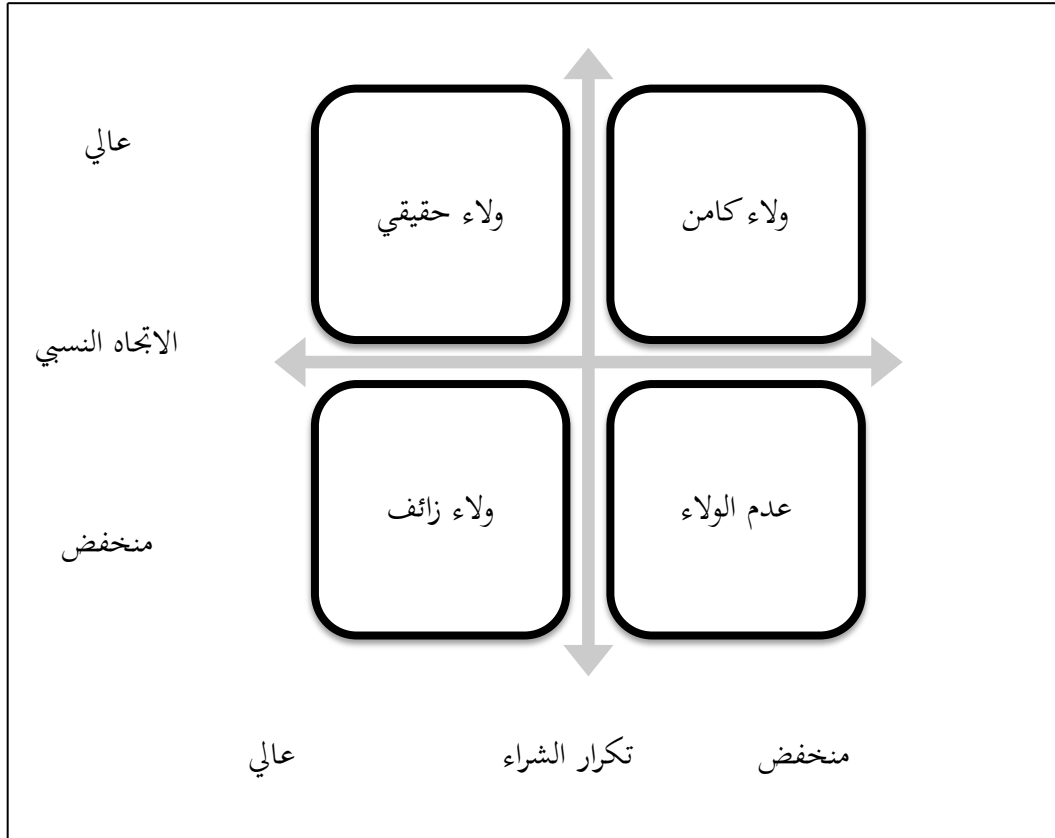 عالي
ولاء كامن
ولاء حقيقي
الاتجاه النسبي
عدم الولاء
ولاء زائف
منخفض
منخفض
تكرار الشراء
عالي